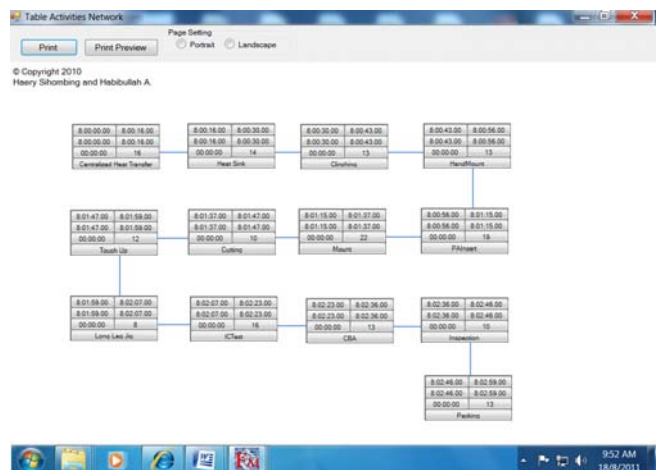 Table Activities Network
Page Setting
Print Print Preview Portrait Landscape
© Copyright 2010
Haery Sihombing and Habibullah A.
8.00:00.00 8.00:16.00 8.00:16.00 8.00:30.00 8.00:30.00 8.00:43.00 8.00:43.00 8.00:56.00
8.00:00.00 8.00:16.00 8.00:16.00 8.00:30.00 8.00:30.00 8.00:43.00 8.00:43.00 8.00:56.00
00:00:00 16 00:00:00 14 00:00:00 13 00:00:00 13
Centralized Heat Transfer Heat Sink Clinching HandMount
8.01:47.00 8.01:59.00 8.01:37.00 8.01:47.00 8.01:15.00 8.01:37.00 8.00:56.00 8.01:15.00
8.01:47.00 8.01:59.00 8.01:37.00 8.01:47.00 8.01:15.00 8.01:37.00 8.00:56.00 8.01:15.00
00:00:00 12 00:00:00 10 00:00:00 22 00:00:00 19
Touch Up Cutting Mount
8.01:59.00 8.02:07.00 8.02:07.00 8.02:23.00 8.02:23.00 8.02:36.00 8.02:36.00 8.02:46.00
8.01:59.00 8.02:07.00 8.02:07.00 8.02:23.00 8.02:23.00 8.02:36.00 8.02:36.00 8.02:46.00
00:00:00 8 00:00:00 16 00:00:00 13 00:00:00
ICTest CBA Inspection
8.02:46.00 8.02:59.00
8.02:46.00 8.02:59.00
00:00:00 13
Packing
9:52 AM
18/8/2011